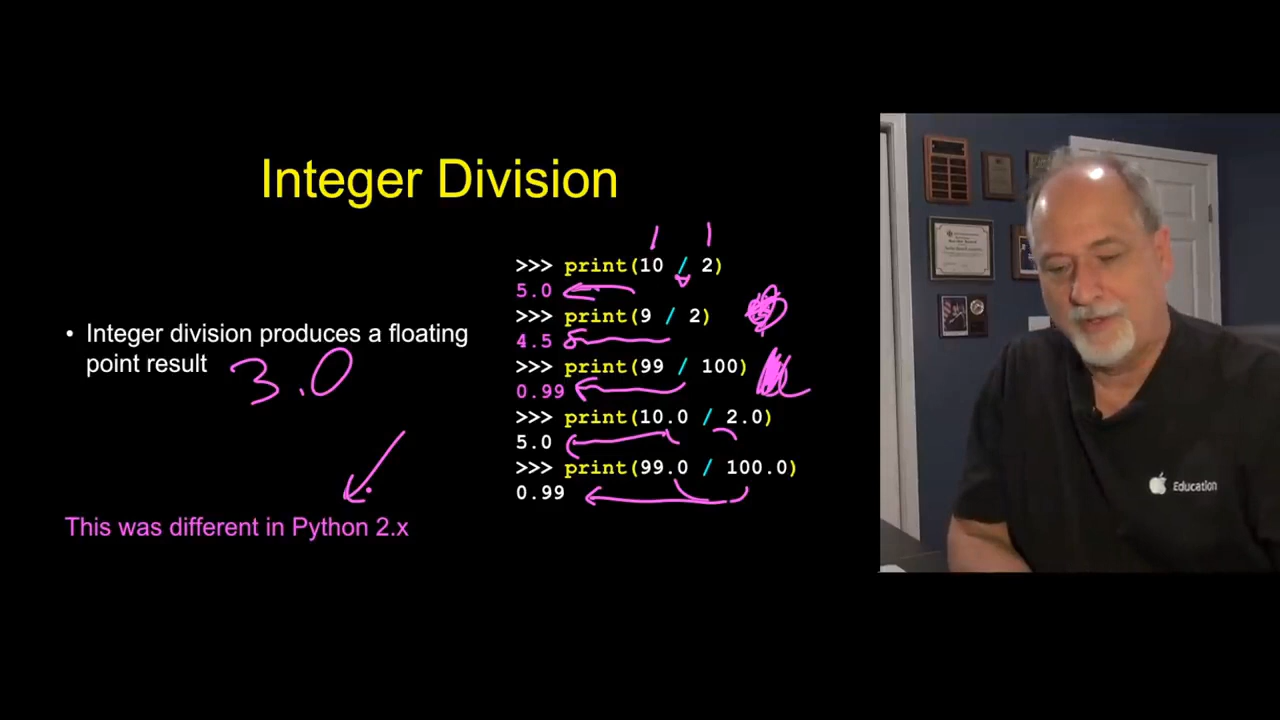 Integer Division
• Integer division produces a floating
point result
3.0
This was different in Python 2.x
>>> print(10 / 2)
5.0
>>> print(9 / 2)
4.5
>>> print(99 / 100)
0.99
>>> print(10.0 / 2.0)
5.0
>>> print(99.0 / 100.0)
0.99
Education